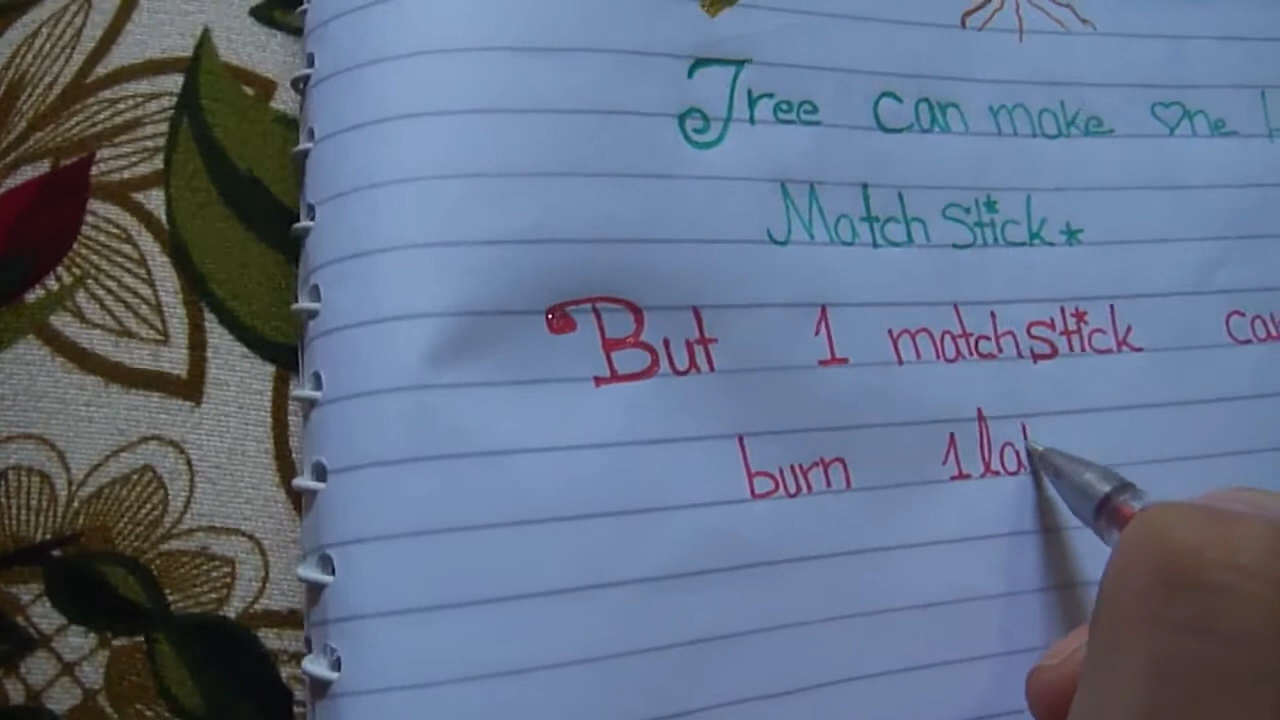 Tree can make One
Match Stick*
But 1 matchstick
burn 1